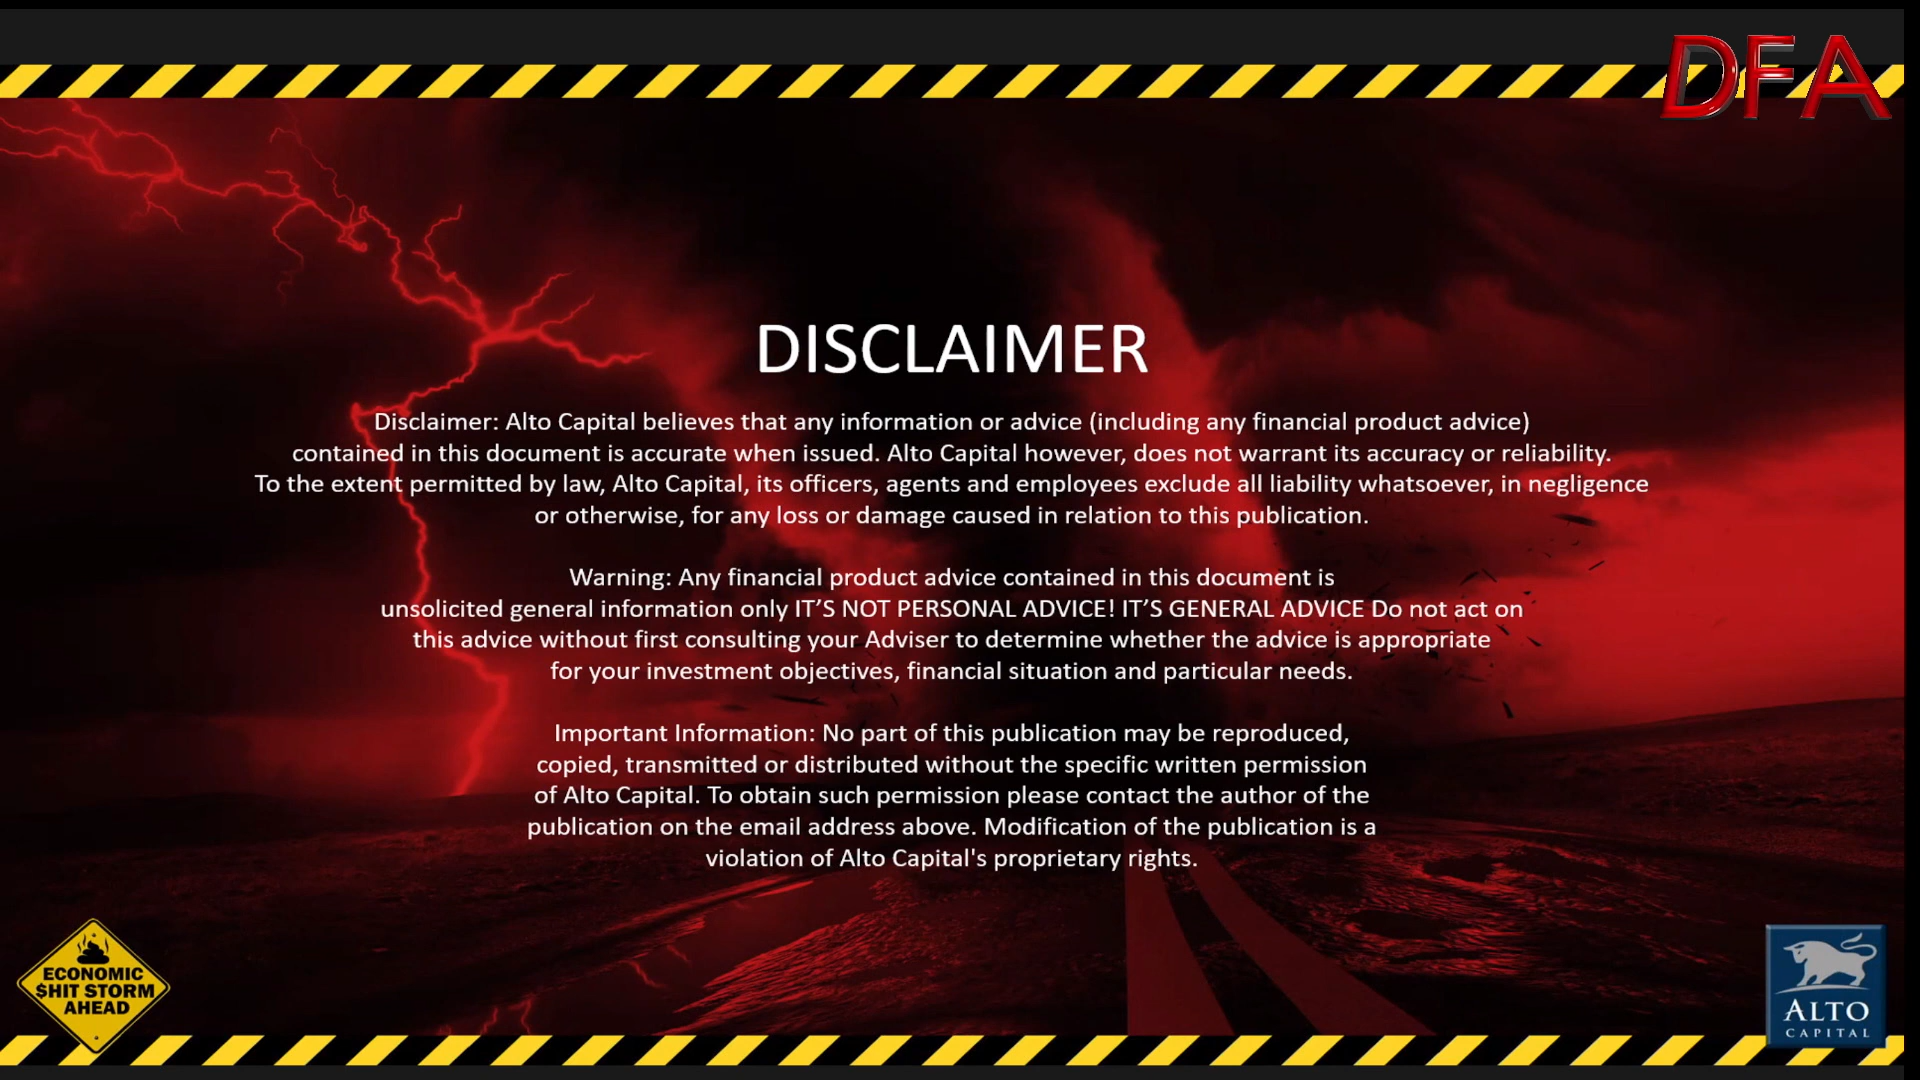 DFA
DISCLAIMER
Disclaimer: Alto Capital believes that any information or advice (including any financial product advice)
contained in this document is accurate when issued. Alto Capital however, does not warrant its accuracy or reliability.
To the extent permitted by law, Alto Capital, its officers, agents and employees exclude all liability whatsoever, in negligence
or otherwise, for any loss or damage caused in relation to this publication.
Warning: Any financial product advice contained in this document is
unsolicited general information only IT’S NOT PERSONAL ADVICE! IT’S GENERAL ADVICE Do not act on
this advice without first consulting your Adviser to determine whether the advice is appropriate
for your investment objectives, financial situation and particular needs.
Important Information: No part of this publication may be reproduced,
copied, transmitted or distributed without the specific written permission
of Alto Capital. To obtain such permission please contact the author of the
publication on the email address above. Modification of the publication is a
violation of Alto Capital's proprietary rights.
ECONOMIC
$HIT STORM
AHEAD
ALTO
CAPITAL